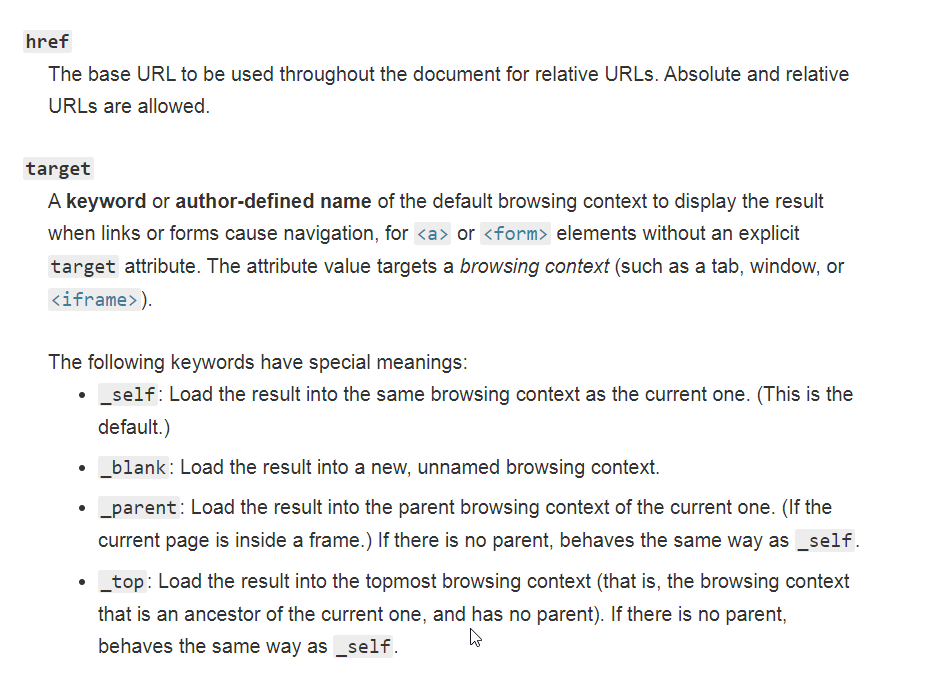 href
The base URL to be used throughout the document for relative URLs. Absolute and relative
URLs are allowed.
target
A keyword or author-defined name of the default browsing context to display the result
when links or forms cause navigation, for <a> or <form> elements without an explicit
target attribute. The attribute value targets a browsing context (such as a tab, window, or
<iframe>).
The following keywords have special meanings:
• _self: Load the result into the same browsing context as the current one. (This is the
default.)
• _blank: Load the result into a new, unnamed browsing context.
• _parent: Load the result into the parent browsing context of the current one. (If the
current page is inside a frame.) If there is no parent, behaves the same way as _self.
• _top: Load the result into the topmost browsing context (that is, the browsing context
that is an ancestor of the current one, and has no parent). If there is no parent,
behaves the same way as _self.